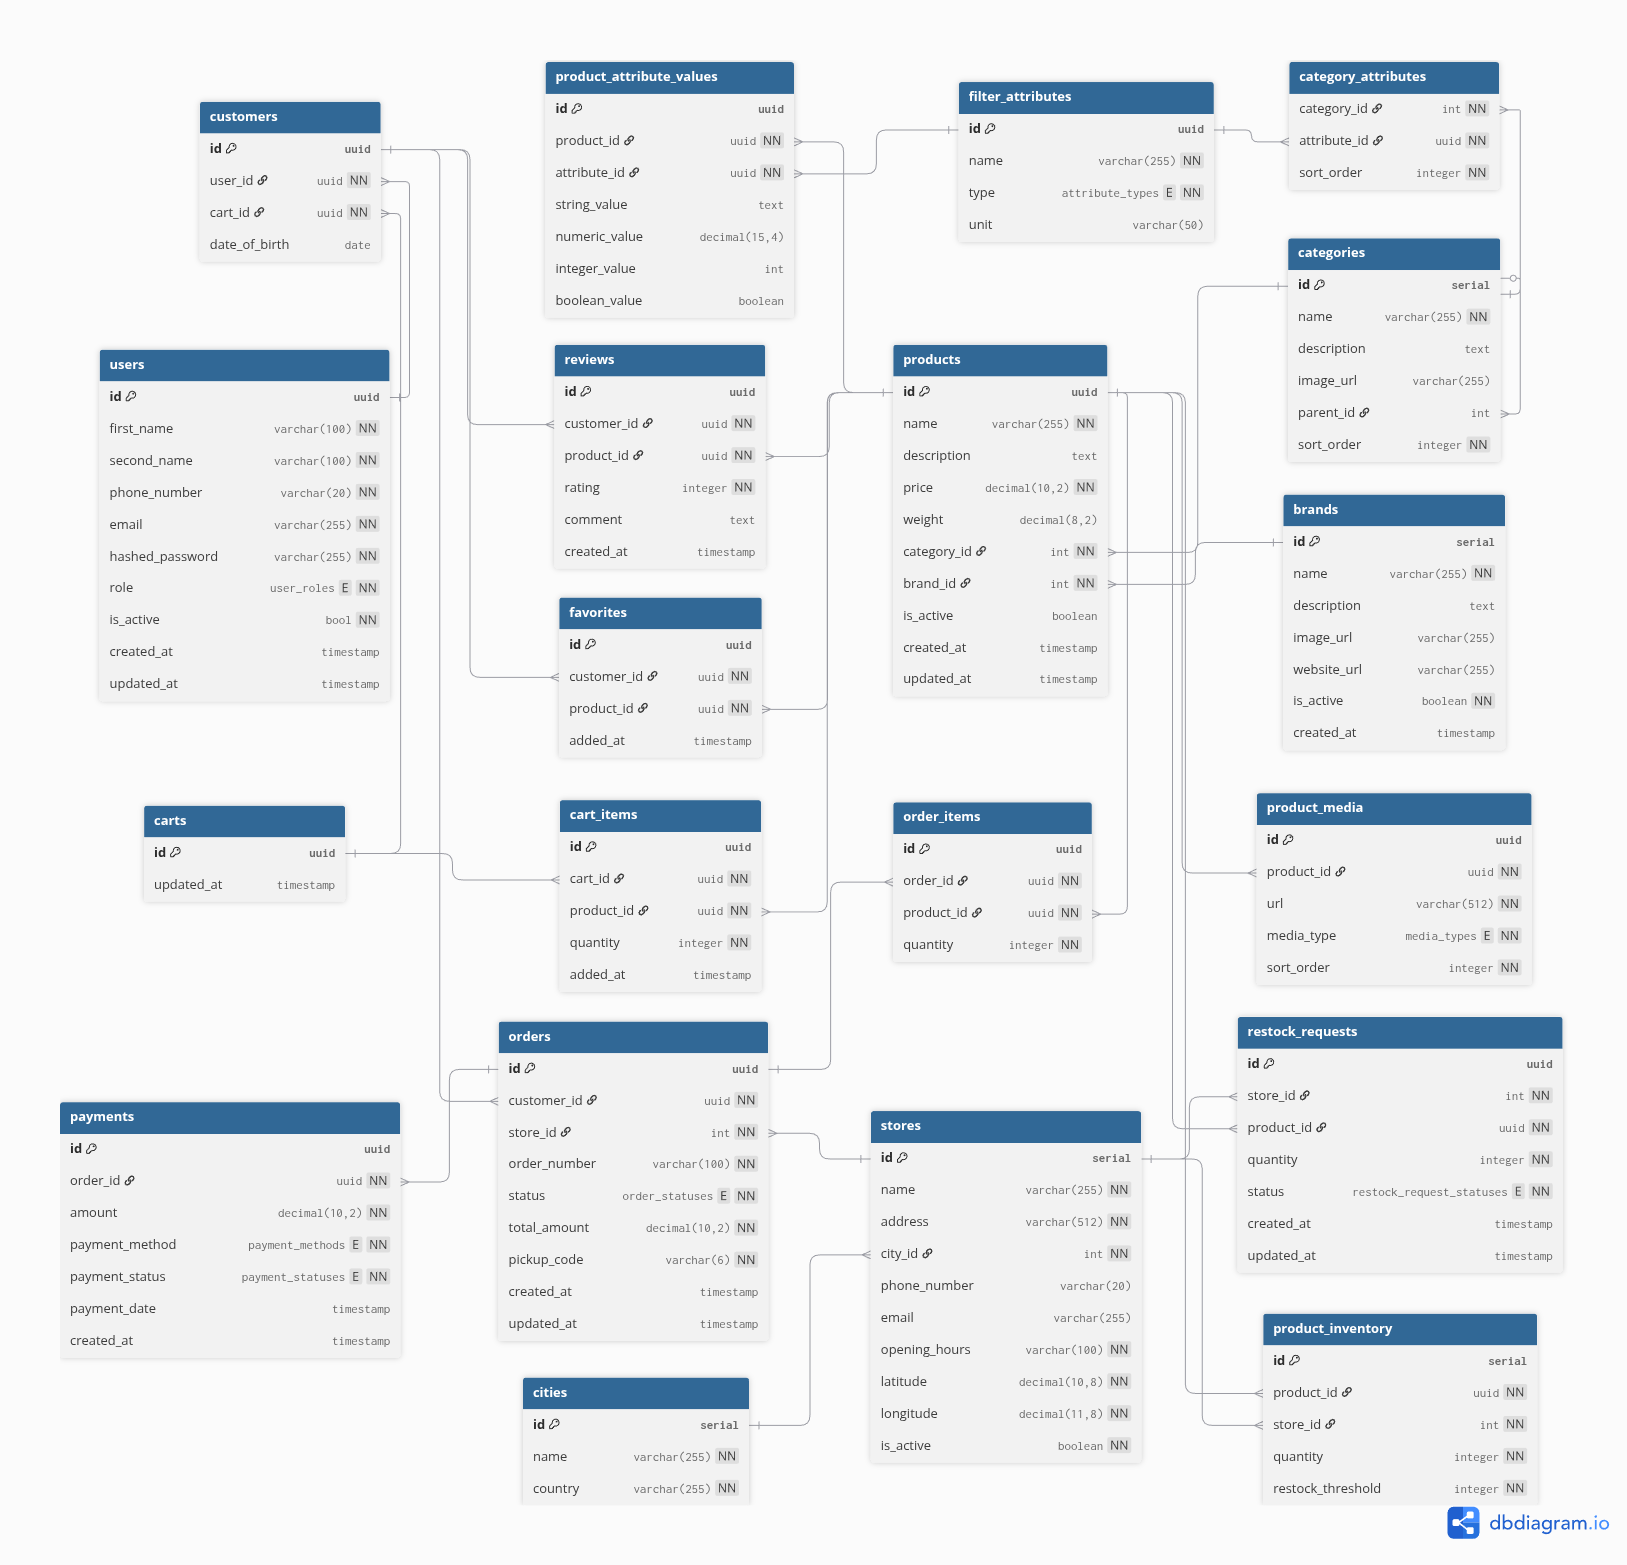 customers
id uuid
user_id uuid NN
cart_id uuid NN
date_of_birth date
product_attribute_values
id uuid
product_id uuid NN
attribute_id uuid NN
string_value text
numeric_value decimal(15,4)
integer_value int
boolean_value boolean
filter_attributes
id uuid
name varchar(255) NN
type attribute_types E NN
unit varchar(50)
category_attributes
category_id int NN
attribute_id uuid NN
sort_order integer NN
categories
id serial
name varchar(255) NN
description text
image_url varchar(255)
parent_id int
sort_order integer NN
users
id uuid
first_name varchar(100) NN
second_name varchar(100) NN
phone_number varchar(20) NN
email varchar(255) NN
hashed_password varchar(255) NN
role user_roles E NN
is_active bool NN
created_at timestamp
updated_at timestamp
reviews
id uuid
customer_id uuid NN
product_id uuid NN
rating integer NN
comment text
created_at timestamp
products
id uuid
name varchar(255) NN
description text
price decimal(10,2) NN
weight decimal(8,2)
category_id int NN
brand_id int NN
is_active boolean
created_at timestamp
updated_at timestamp
brands
id serial
name varchar(255) NN
description text
image_url varchar(255)
website_url varchar(255)
is_active boolean NN
created_at timestamp
favorites
id uuid
customer_id uuid NN
product_id uuid NN
added_at timestamp
carts
id uuid
updated_at timestamp
cart_items
id uuid
cart_id uuid NN
product_id uuid NN
quantity integer NN
added_at timestamp
order_items
id uuid
order_id uuid NN
product_id uuid NN
quantity integer NN
product_media
id uuid
product_id uuid NN
url varchar(512) NN
media_type media_types E NN
sort_order integer NN
orders
id uuid
customer_id uuid NN
store_id int NN
order_number varchar(100) NN
status order_statuses E NN
total_amount decimal(10,2) NN
pickup_code varchar(6) NN
created_at timestamp
updated_at timestamp
restock_requests
id uuid
store_id int NN
product_id uuid NN
quantity integer NN
status restock_request_statuses E NN
created_at timestamp
updated_at timestamp
payments
id uuid
order_id uuid NN
amount decimal(10,2) NN
payment_method payment_methods E NN
payment_status payment_statuses E NN
payment_date timestamp
created_at timestamp
stores
id serial
name varchar(255) NN
address varchar(512) NN
city_id int NN
phone_number varchar(20)
email varchar(255)
opening_hours varchar(100) NN
latitude decimal(10,8) NN
longitude decimal(11,8) NN
is_active boolean NN
product_inventory
id serial
product_id uuid NN
store_id int NN
quantity integer NN
restock_threshold integer NN
cities
id serial
name varchar(255) NN
country varchar(255) NN
dbdiagram.io